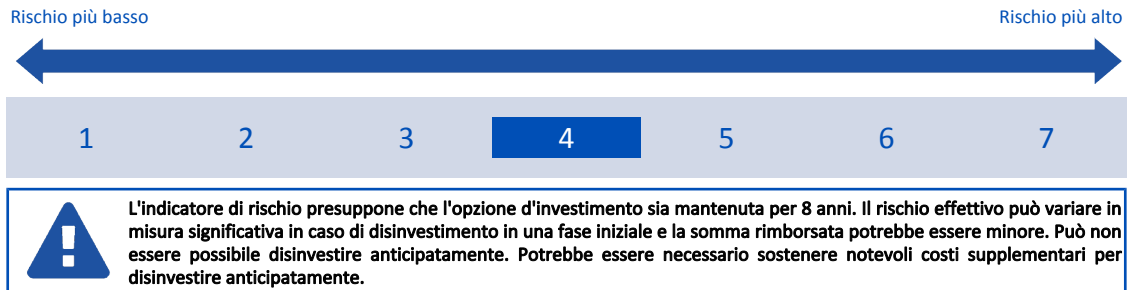 Rischio più basso Rischio più alto
1 2 3 4 5 6 7
L'indicatore di rischio presuppone che l'opzione d'investimento sia mantenuta per 8 anni. Il rischio effettivo può variare in
misura significativa in caso di disinvestimento in una fase iniziale e la somma rimborsata potrebbe essere minore. Può non
essere possibile disinvestire anticipatamente. Potrebbe essere necessario sostenere notevoli costi supplementari per
disinvestire anticipatamente.